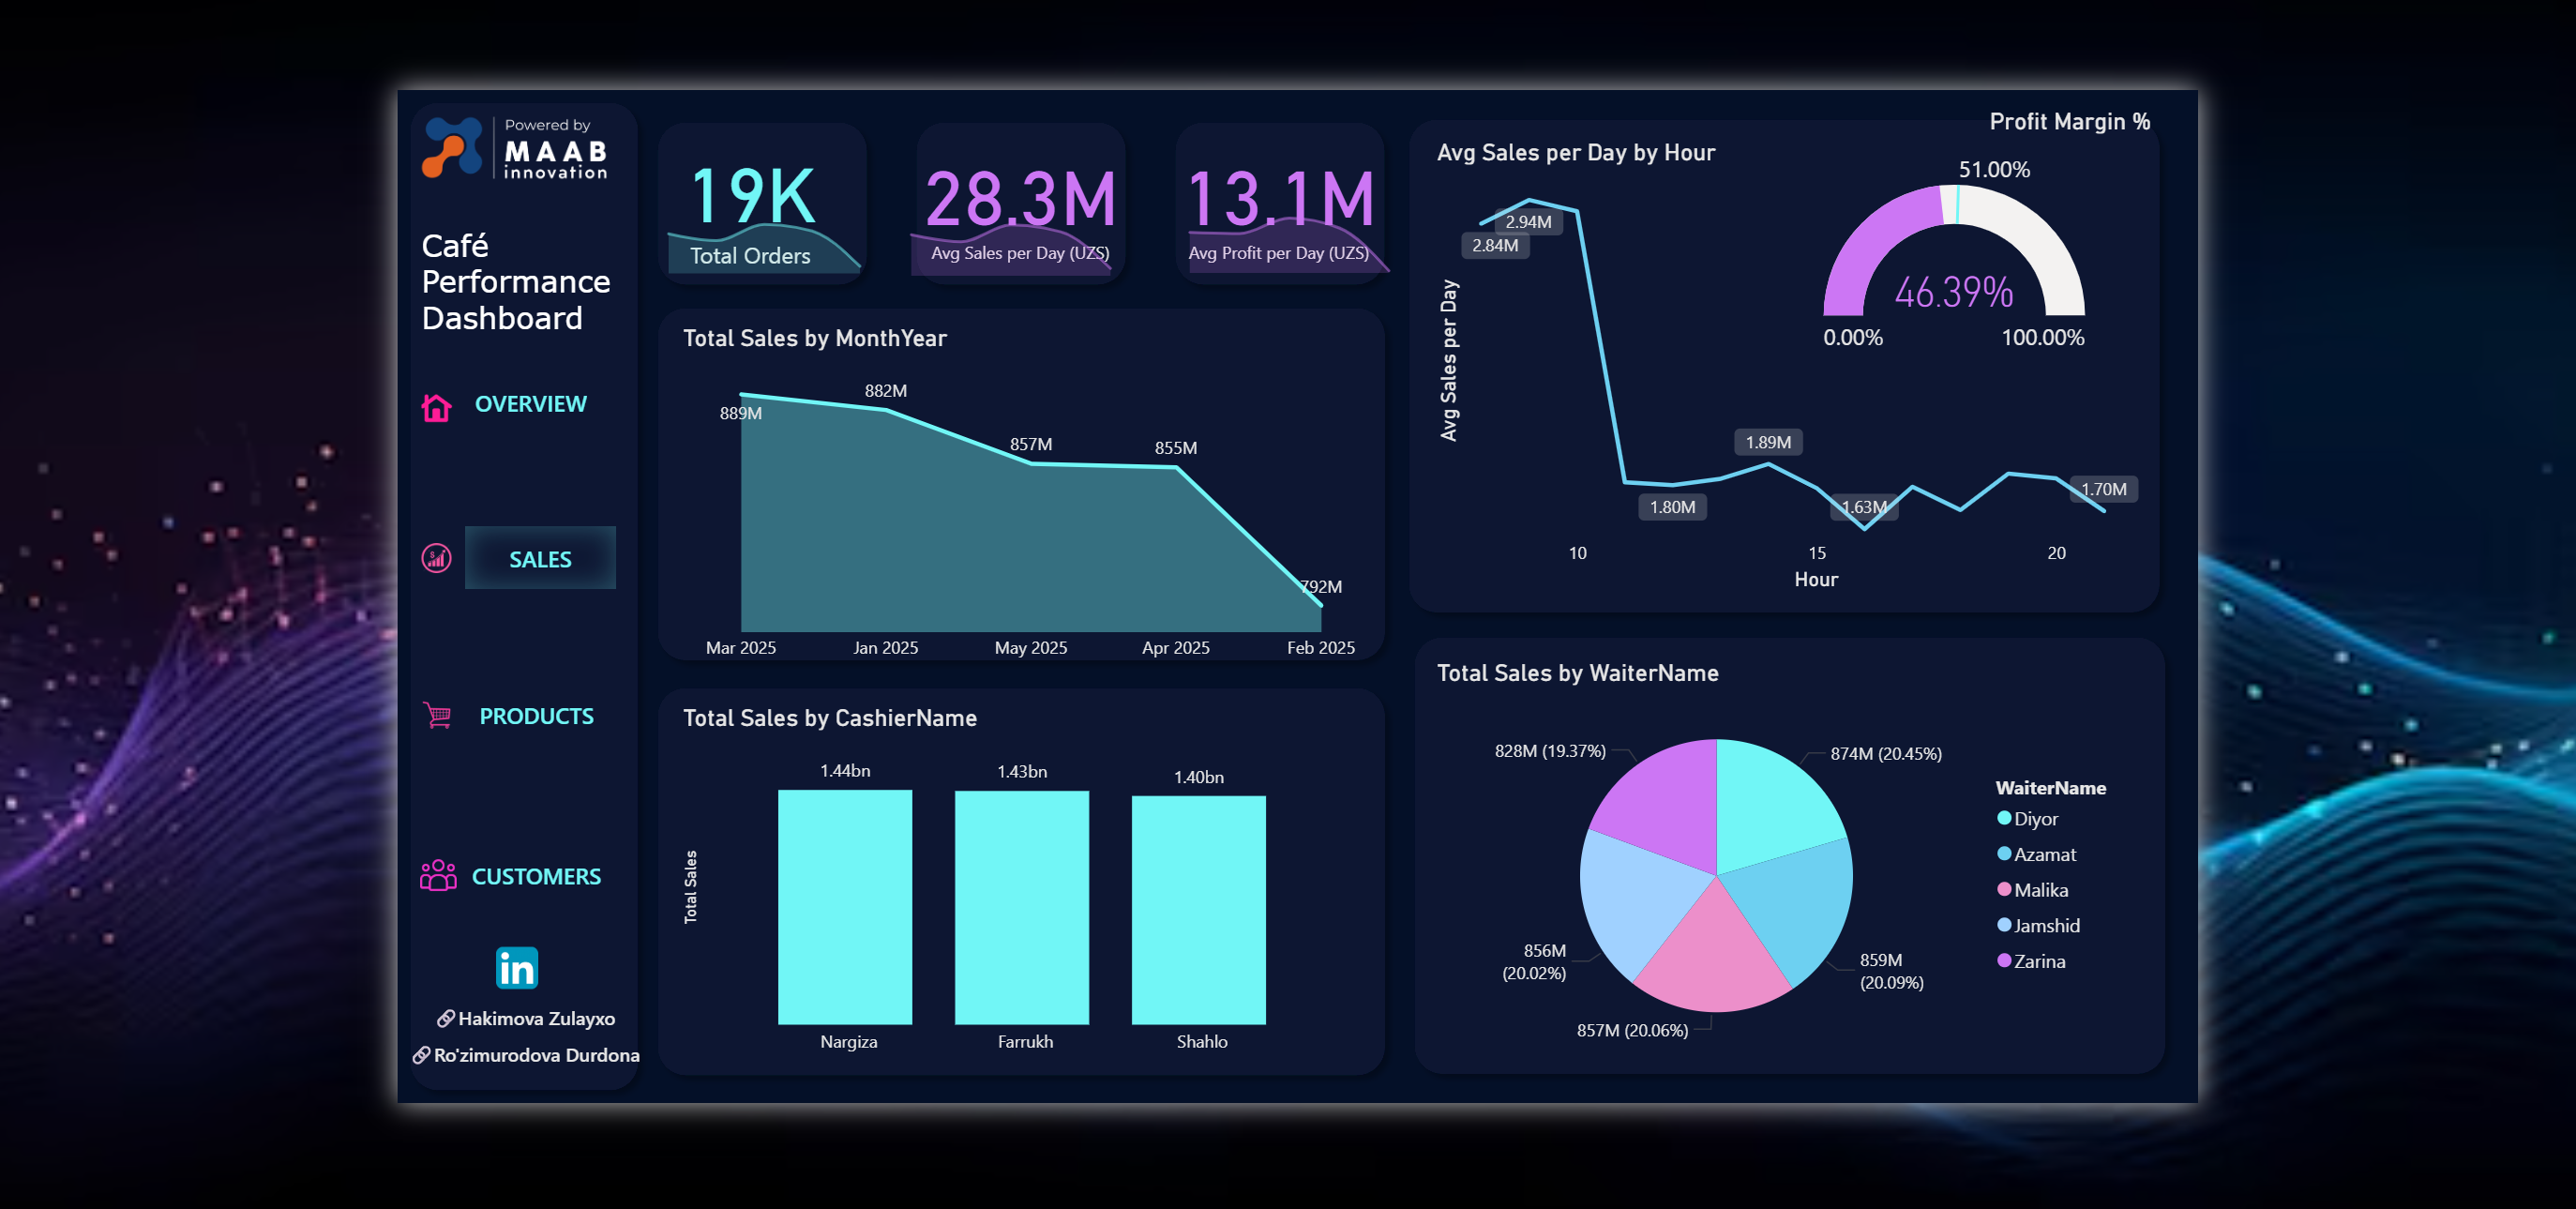 Powered by
MAAB
innovation
Café
Performance
Dashboard
OVERVIEW
SALES
PRODUCTS
CUSTOMERS
in
Hakimova Zulayxo
Ro'zimurodova Durdona
19K
Total Orders
28.3M
Avg Sales per Day (UZS)
13.1M
Avg Profit per Day (UZS)
Total Sales by MonthYear
889M
882M
857M
855M
792M
Mar 2025
Jan 2025
May 2025
Apr 2025
Feb 2025
Total Sales by CashierName
Total Sales
1.44bn
1.43bn
1.40bn
Nargiza
Farrukh
Shahlo
Avg Sales per Day by Hour
Avg Sales per Day
2.84M
2.94M
1.80M
1.89M
1.63M
1.70M
10
15
20
Hour
Profit Margin %
51.00%
46.39%
0.00%
100.00%
Total Sales by WaiterName
828M (19.37%)
874M (20.45%)
856M
(20.02%)
859M
(20.09%)
857M (20.06%)
WaiterName
Diyor
Azamat
Malika
Jamshid
Zarina